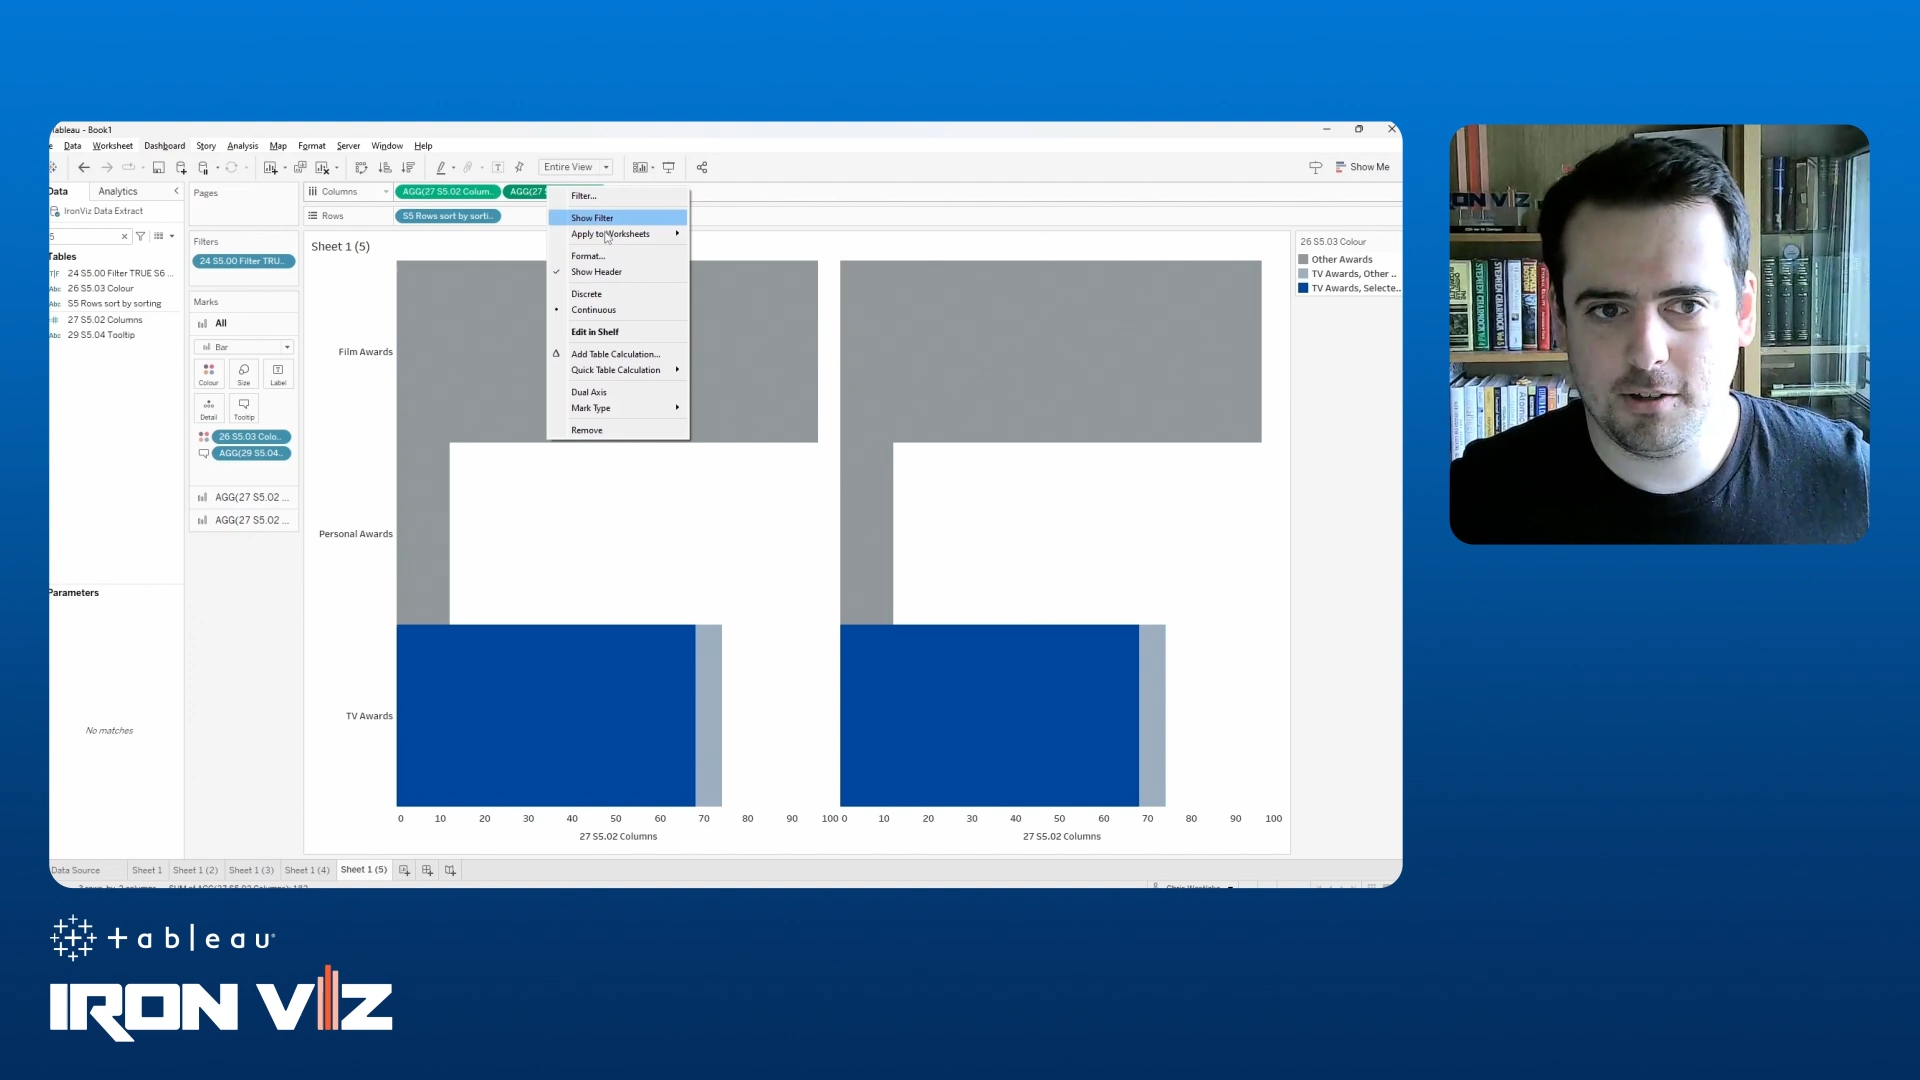 Tableau - Book1
Data Worksheet Dashboard Story Analysis Map Format Server Window Help
Entire View
Show Me
Data Analytics
Pages
Columns
AGG(27 S5.02 Colum..
AGG(27
Rows
S5 Rows sort by sorti..
IronViz Data Extract
5
Tables
24 S5.00 Filter TRUE S6 ...
26 S5.03 Colour
S5 Rows sort by sorting
27 S5.02 Columns
29 S5.04 Tooltip
Parameters
No matches
Filters
24 S5.00 Filter TRU..
Marks
All
Bar
Colour Size Label
Detail Tooltip
26 S5.03 Colo..
AGG(29 S5.04..
AGG(27 S5.02 ...
AGG(27 S5.02 ...
Filter...
Show Filter
Apply to Worksheets
Format...
Show Header
Discrete
Continuous
Edit in Shelf
Add Table Calculation...
Quick Table Calculation
Dual Axis
Mark Type
Remove
Sheet 1 (5)
Film Awards
Personal Awards
TV Awards
0 10 20 30 40 50 60 70 80 90 100
0 10 20 30 40 50 60 70 80 90 100
27 S5.02 Columns
27 S5.02 Columns
26 S5.03 Colour
Other Awards
TV Awards, Other ..
TV Awards, Selecte..
Data Source Sheet 1 Sheet 1 (2) Sheet 1 (3) Sheet 1 (4) Sheet 1 (5)
STEPHEN CHARNOCK
STEPHEN CHARNOCK
+ableau
IRON VIZ